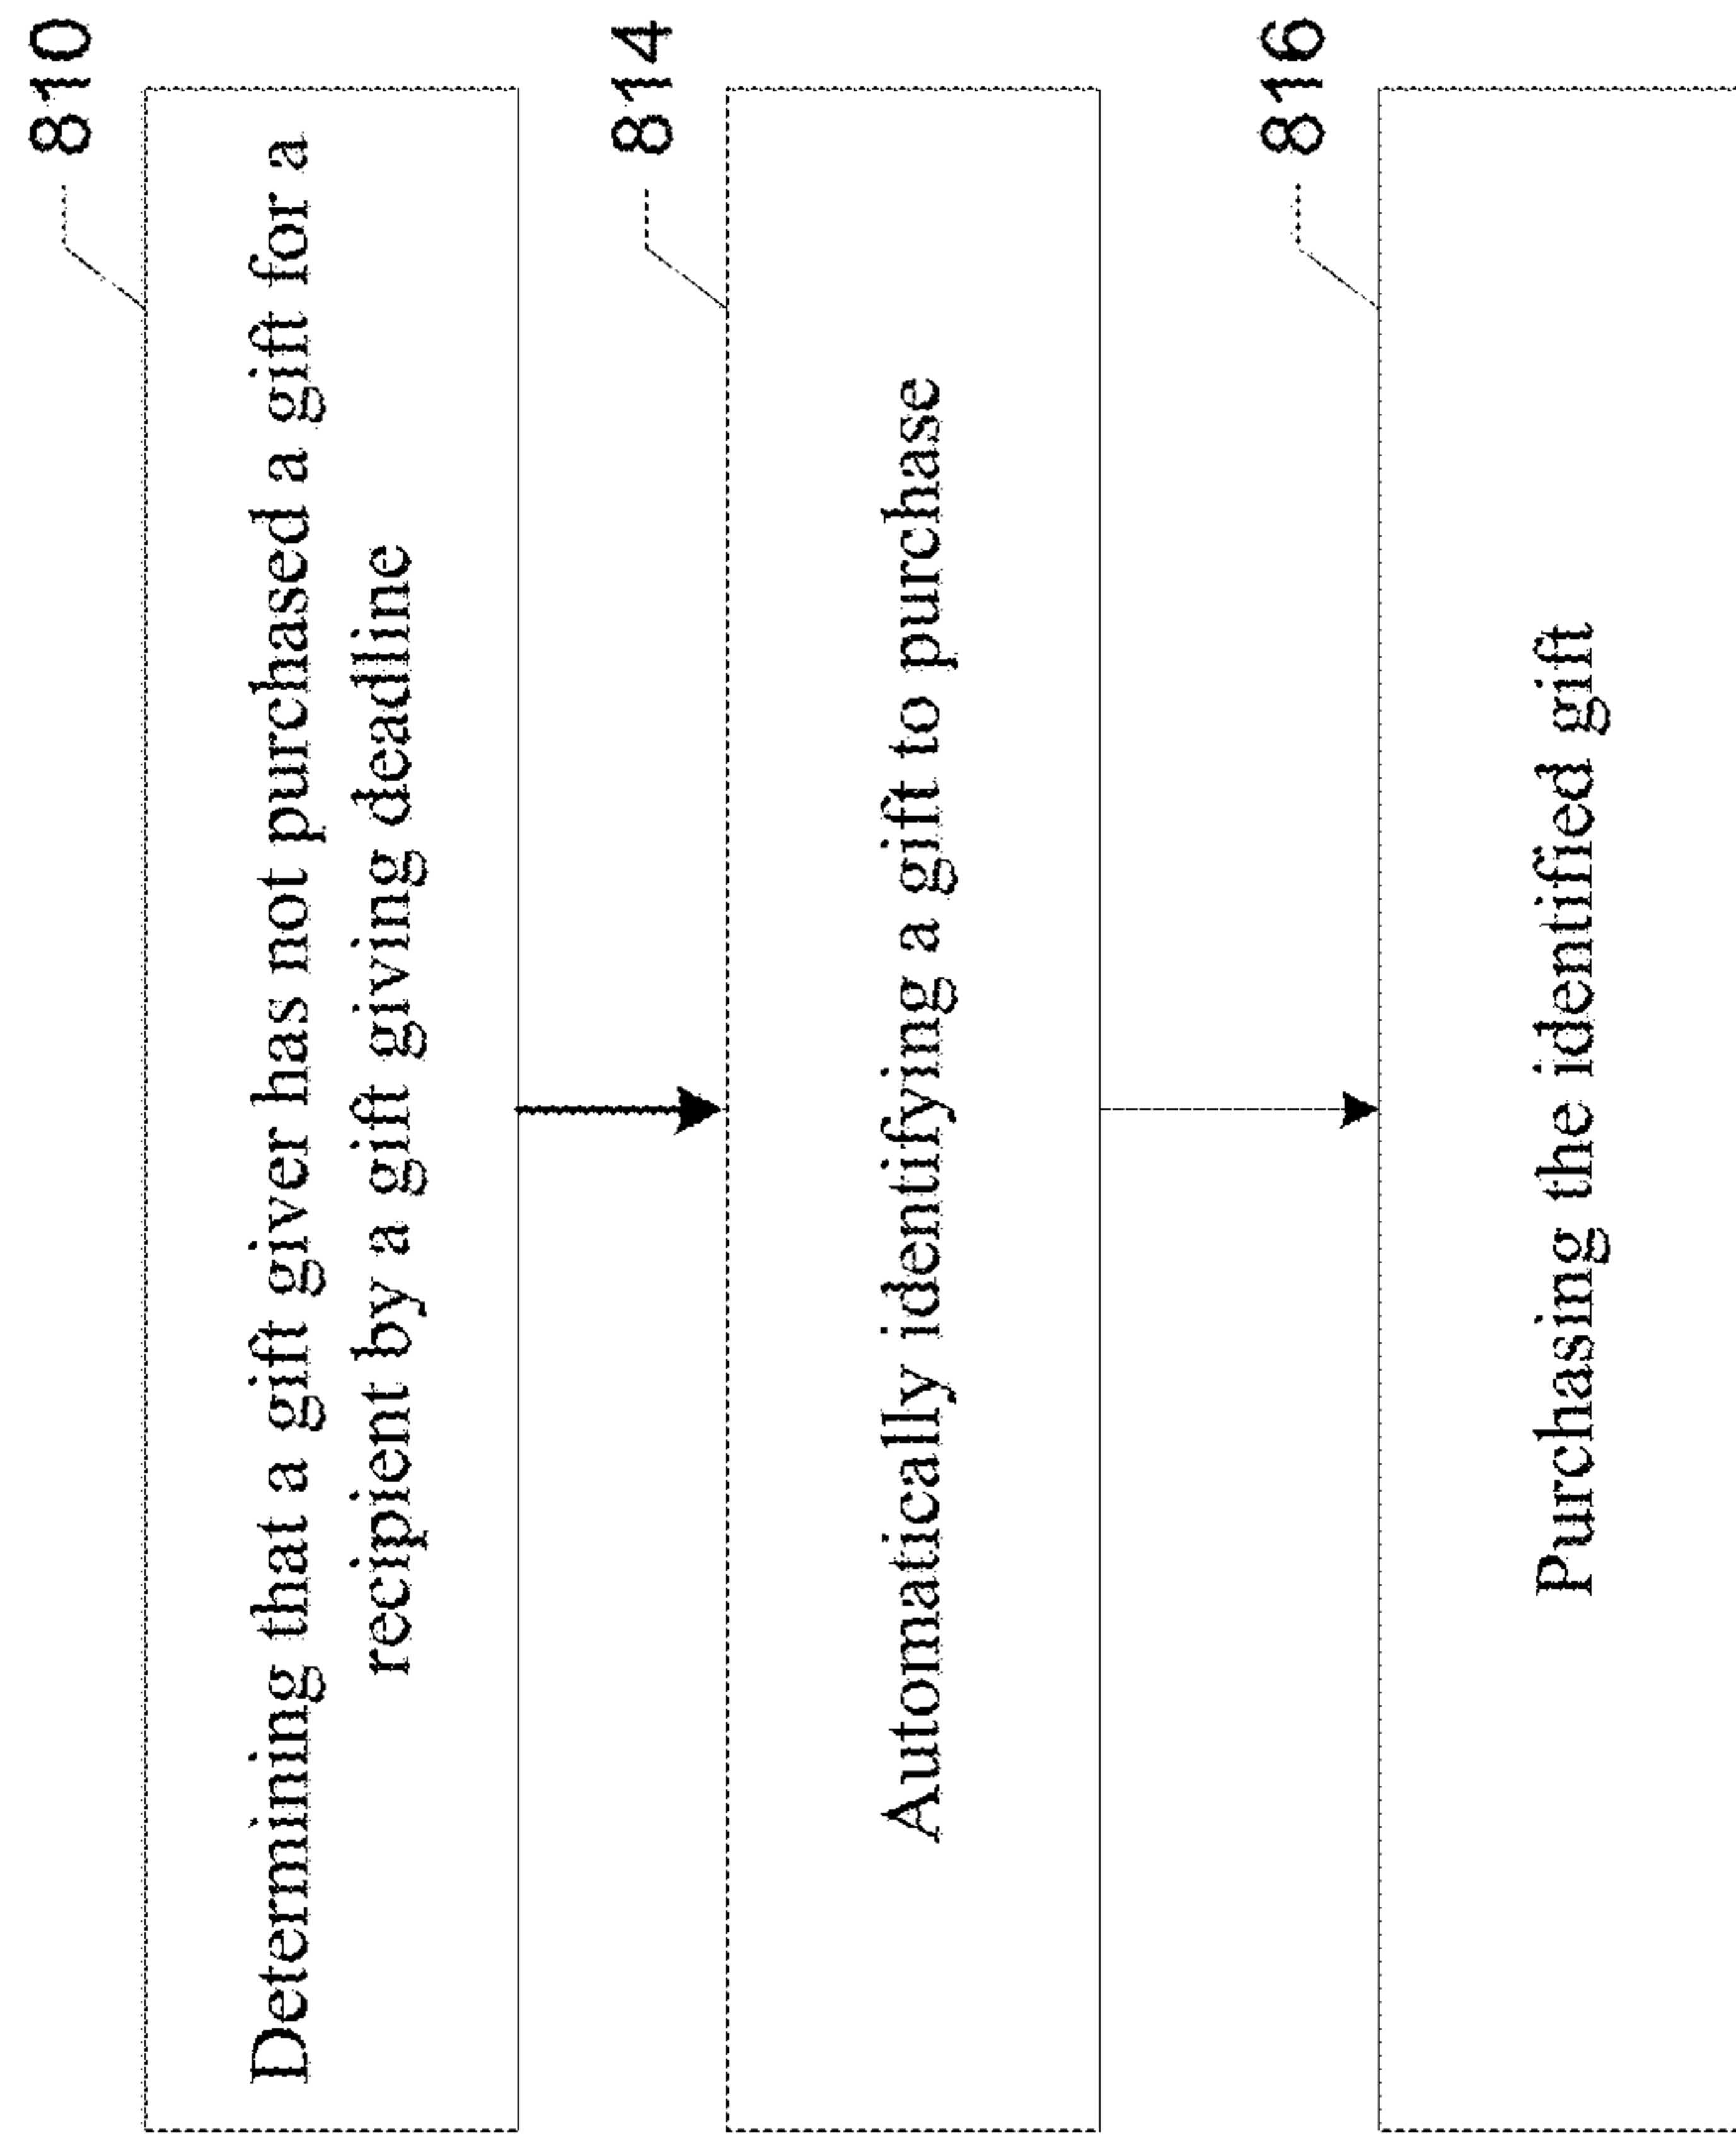 810
Determining that a gift giver has not purchased a gift for a
recipient by a gift giving deadline
814
Automatically identifying a gift to purchase
816
Purchasing the identified gift